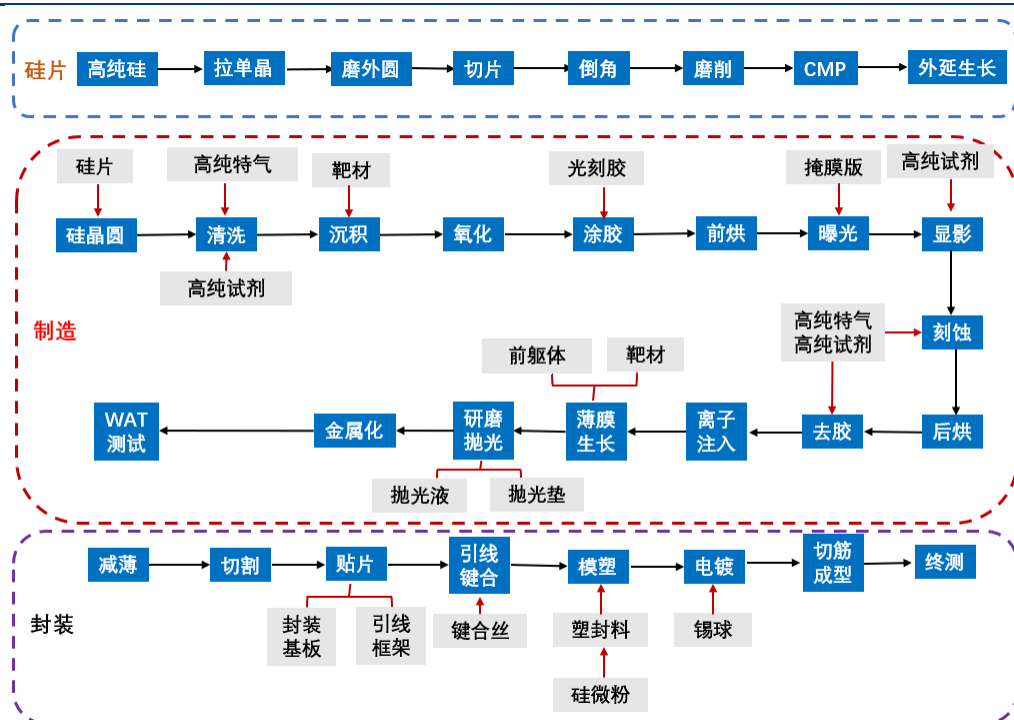 硅片
高纯硅
拉单晶
磨外圆
切片
倒角
磨削
CMP
外延生长
硅片
高纯特气
靶材
光刻胶
掩膜版
高纯试剂
硅晶圆
清洗
沉积
氧化
涂胶
前烘
曝光
显影
高纯试剂
制造
高纯特气
高纯试剂
刻蚀
前躯体
靶材
WAT
测试
金属化
研磨
抛光
薄膜
生长
离子
注入
去胶
后烘
抛光液
抛光垫
封装
减薄
切割
贴片
引线
键合
模塑
电镀
切筋
成型
终测
封装
基板
引线
框架
键合丝
塑封料
锡球
硅微粉